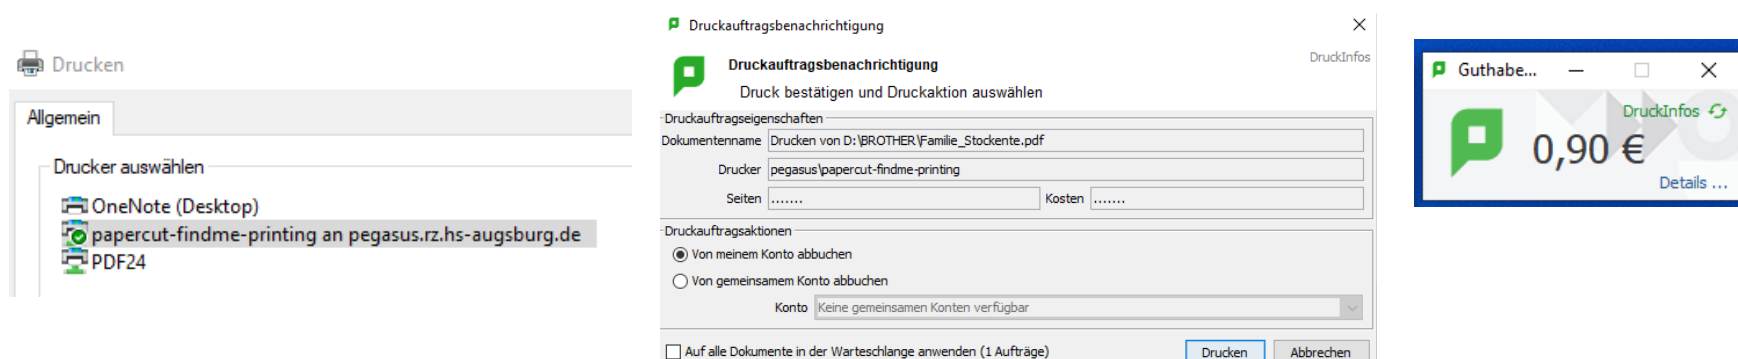 Drucken
Allgemein
Drucker auswählen
OneNote (Desktop)
papercut-findme-printing an pegasus.rz.hs-augsburg.de
PDF24
Druckauftragsbenachrichtigung
Druckauftragsbenachrichtigung
DruckInfos
Druck bestätigen und Druckaktion auswählen
Druckauftragseigenschaften
Dokumentenname Drucken von D:\BROTHER\Familie_Stockente.pdf
Drucker pegasus\papercut-findme-printing
Seiten ....... Kosten .......
Druckauftragsaktionen
Von meinem Konto abbuchen
Von gemeinsamem Konto abbuchen
Konto Keine gemeinsamen Konten verfügbar
Auf alle Dokumente in der Warteschlange anwenden (1 Aufträge)
Drucken Abbrechen
Guthabe...
DruckInfos
0,90 €
Details ...